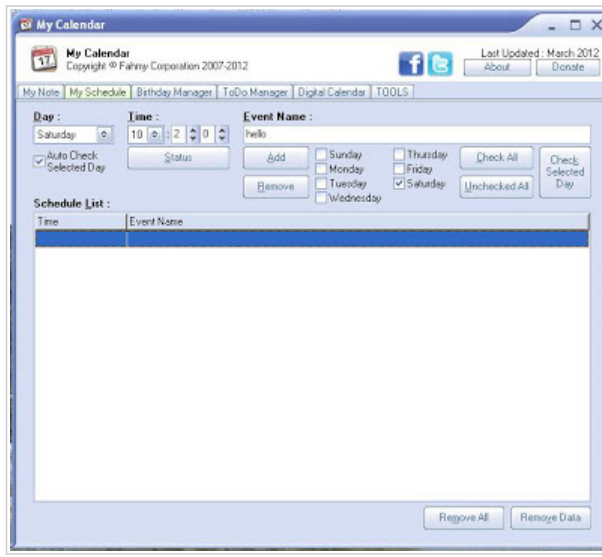 My Calendar
17
My Calendar
Copyright © Fahmy Corporation 2007-2012
Last Updated : March 2012
About Donate
My Note My Schedule Birthday Manager ToDo Manager Digital Calendar TOOLS
Day : Time : Event Name :
Saturday 10 : 2 0 hello
Auto Check Selected Day
Status
Add
Remove
Sunday
Monday
Tuesday
Wednesday
Thursday
Friday
Saturday
Check All
Unchecked All
Check
Selected
Day
Schedule List :
Time Event Name
Remove All Remove Data